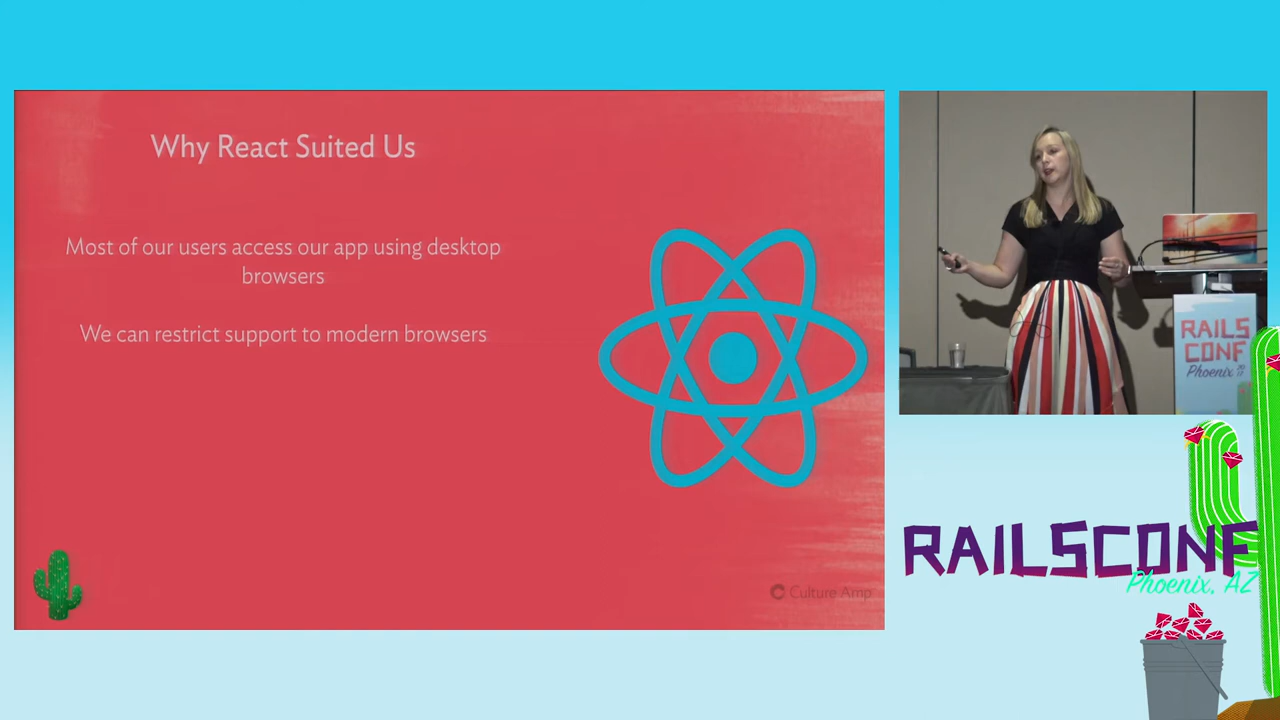 Why React Suited Us
Most of our users access our app using desktop
browsers
We can restrict support to modern browsers
Culture Amp
RAILS
CONF
Phoenix
RAILSCONF
Phoenix, AZ